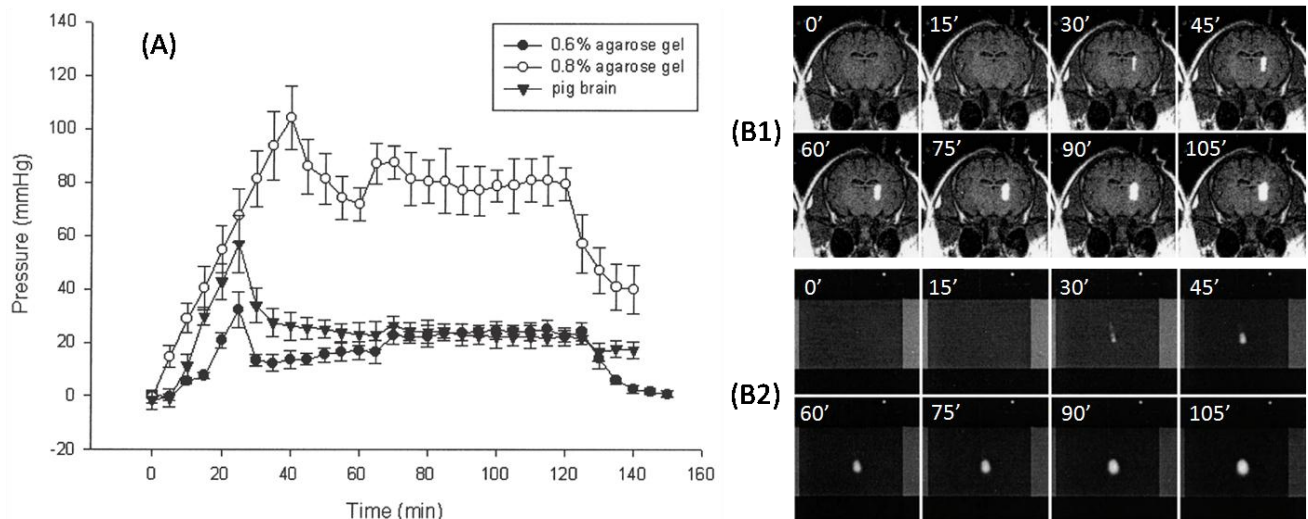 (A)
0.6% agarose gel
0.8% agarose gel
pig brain
Pressure (mmHg)
140
120
100
80
60
40
20
0
-20
0 20 40 60 80 100 120 140 160
Time (min)
(B1)
0’ 15’ 30’ 45’
60’ 75’ 90’ 105’
(B2)
0’ 15’ 30’ 45’
60’ 75’ 90’ 105’